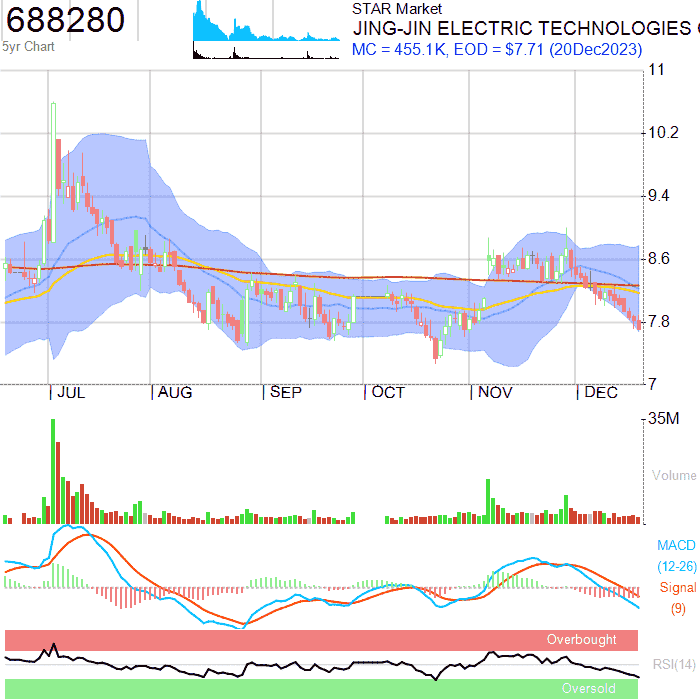 688280
5yr Chart
STAR Market
JING-JIN ELECTRIC TECHNOLOGIES
MC = 455.1K, EOD = $7.71 (20Dec2023)
11
10.2
9.4
8.6
7.8
7
JUL AUG SEP OCT NOV DEC
35M
Volume
MACD
(12-26)
Signal
(9)
Overbought
RSI(14)
Oversold